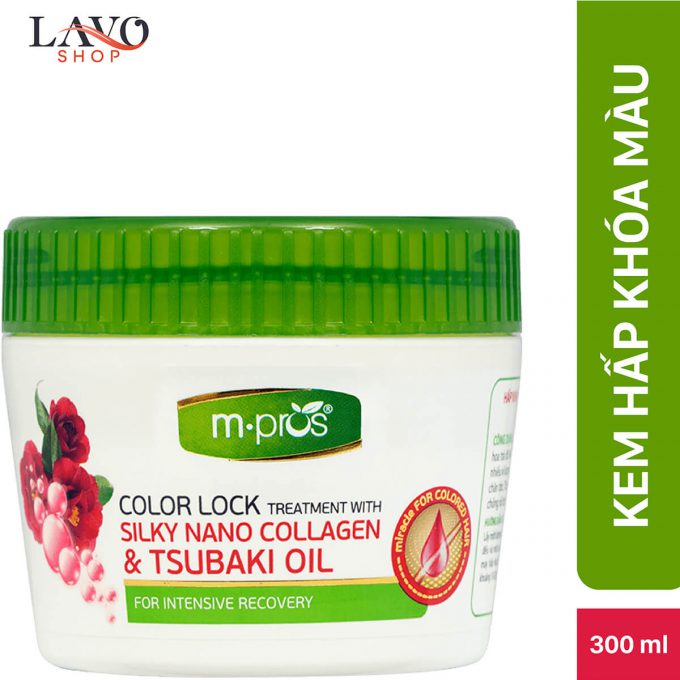 LAVO
SHOP
KEM HẤP KHÓA MÀU
300 ml
m.pros®
COLOR LOCK TREATMENT WITH
SILKY NANO COLLAGEN
& TSUBAKI OIL
FOR INTENSIVE RECOVERY
miracle FOR COLORED HAIR